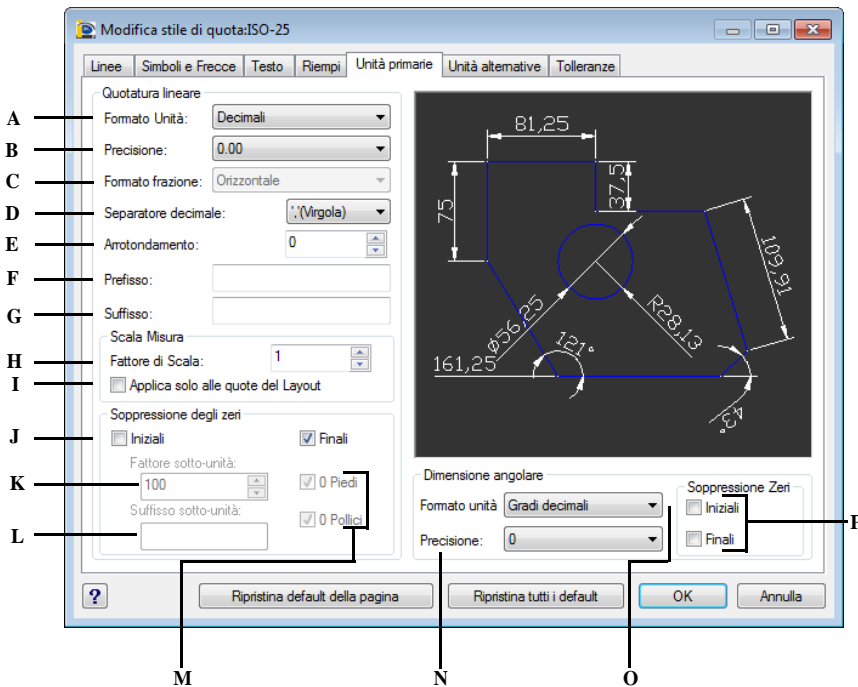 Modifica stile di quota:ISO-25
Linee Simboli e Frecce Testo Riempi Unità primarie Unità alternative Tolleranze
Quotatura lineare
A Formato Unità: Decimali
B Precisione: 0.00
C Formato frazione: Orizzontale
D Separatore decimale: ','(Virgola)
E Arrotondamento: 0
F Prefisso:
G Suffisso:
Scala Misura
H Fattore di Scala: 1
I Applica solo alle quote del Layout
Soppressione degli zeri
J Iniziali Finali
Fattore sotto-unità:
K 100 0 Piedi
Suffisso sotto-unità:
L 0 Pollici
81,25
75
37,5
109,91
ø56,25
R28,13
121°
161,25
43°
Dimensione angolare
Formato unità Gradi decimali
Precisione: 0
Soppressione Zeri
Iniziali
Finali
P
? Ripristina default della pagina Ripristina tutti i default OK Annulla
M N O